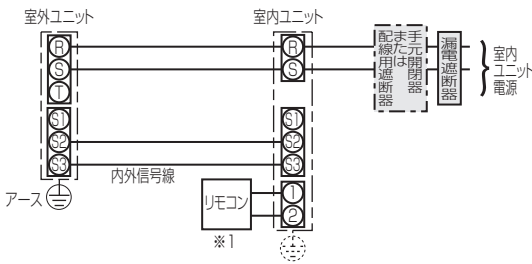 室外ユニット
室内ユニット
R
S
T
S1
S2
S3
アース
R
S
S1
S2
S3
1
2
内外信号線
リモコン
※1
手元開閉器
または
配線用遮断器
漏電遮断器
室内
ユニット
電源